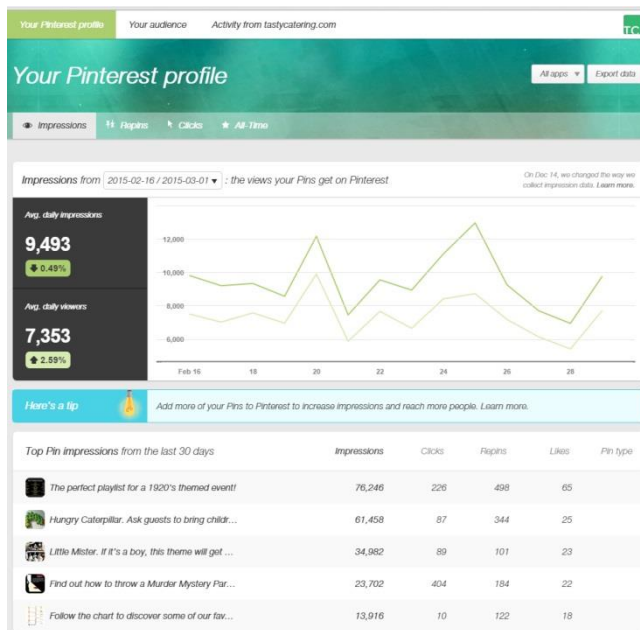 Your Pinterest profile Your audience Activity from tastycatering.com
TC
Your Pinterest profile
All apps Export data
Impressions Repins Clicks All-Time
Impressions from 2015-02-16 / 2015-03-01 : the views your Pins get on Pinterest
On Dec 14, we changed the way we
collect impression data. Learn more.
Avg. daily impressions
9,493
0.49%
Avg. daily viewers
7,353
2.59%
12,000
10,000
8,000
6,000
Feb 16 18 20 22 24 26 28
Here's a tip Add more of your Pins to Pinterest to increase impressions and reach more people. Learn more.
Top Pin impressions from the last 30 days Impressions Clicks Repins Likes Pin type
The perfect playlist for a 1920's themed event! 76,246 226 498 65
Hungry Caterpillar. Ask guests to bring childr... 61,458 87 344 25
Little Mister. If it's a boy, this theme will get ... 34,982 89 101 23
Find out how to throw a Murder Mystery Par... 23,702 404 184 22
Follow the chart to discover some of our fav... 13,916 10 122 18